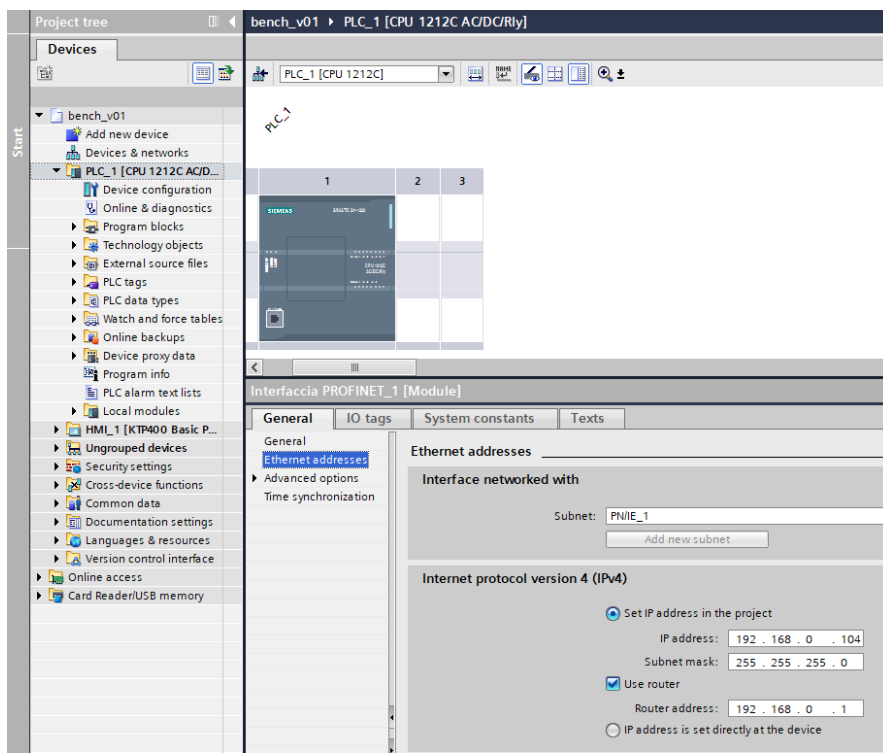 Project tree
bench_v01 ▸ PLC_1 [CPU 1212C AC/DC/Rly]
Devices
PLC_1 [CPU 1212C]
Start
bench_v01
Add new device
Devices & networks
PLC_1 [CPU 1212C AC/D...
Device configuration
Online & diagnostics
Program blocks
Technology objects
External source files
PLC tags
PLC data types
Watch and force tables
Online backups
Device proxy data
Program info
PLC alarm text lists
Local modules
HMI_1 [KTP400 Basic P...
Ungrouped devices
Security settings
Cross-device functions
Common data
Documentation settings
Languages & resources
Version control interface
Online access
Card Reader/USB memory
PLC_1
1 2 3
SIEMENS
Interfaccia PROFINET_1 [Module]
General IO tags System constants Texts
General
Ethernet addresses
Advanced options
Time synchronization
Ethernet addresses
Interface networked with
Subnet: PN/IE_1
Add new subnet
Internet protocol version 4 (IPv4)
Set IP address in the project
IP address: 192 . 168 . 0 . 104
Subnet mask: 255 . 255 . 255 . 0
Use router
Router address: 192 . 168 . 0 . 1
IP address is set directly at the device